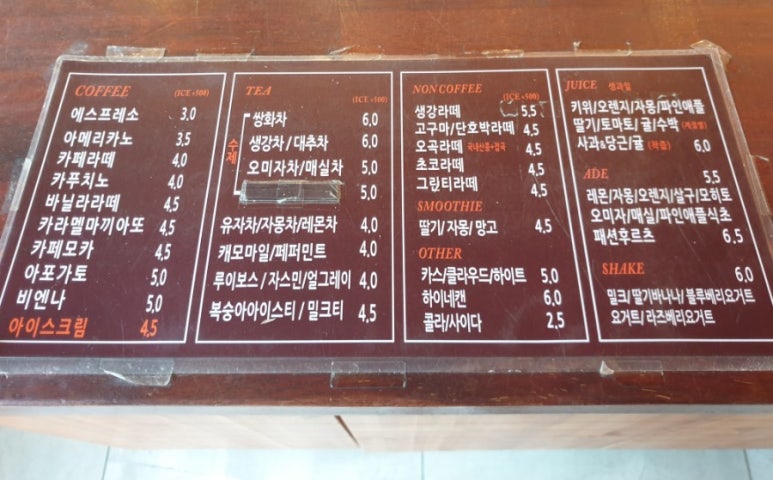 COFFEE (ICE +500)
에스프레소 3,0
아메리카노 3,5
카페라떼 4,0
카푸치노 4,0
바닐라라떼 4,5
카라멜마끼아또 4,5
카페모카 4,5
아포가토 5,0
비엔나 5,0
아이스크림 4,5
TEA (ICE +500)
수제
쌍화차 6,0
생강차/대추차 6,0
오미자차/매실차 5,0
5,0
유자차/자몽차/레몬차 4,0
캐모마일/페퍼민트 4,0
루이보스/자스민/얼그레이 4,0
복숭아아이스티/밀크티 4,5
NON COFFEE (ICE +500)
생강라떼 5,5
고구마/단호박라떼 4,5
오곡라떼 국내산콩+잡곡 4,5
초코라떼 4,5
그린티라떼 4,5
SMOOTHIE
딸기/자몽/망고 4,5
OTHER
카스/클라우드/하이트 5,0
하이네캔 6,0
콜라/사이다 2,5
JUICE 생과일
키위/오렌지/자몽/파인애플
딸기/토마토/귤/수박 (계절별)
사과&당근/귤 (착즙) 6,0
ADE 5,5
레몬/자몽/오렌지/살구/모히토
오미자/매실/파인애플식초
패션후르츠 6,5
SHAKE 6,0
밀크/딸기바나나/블루베리요거트
요거트/라즈베리요거트